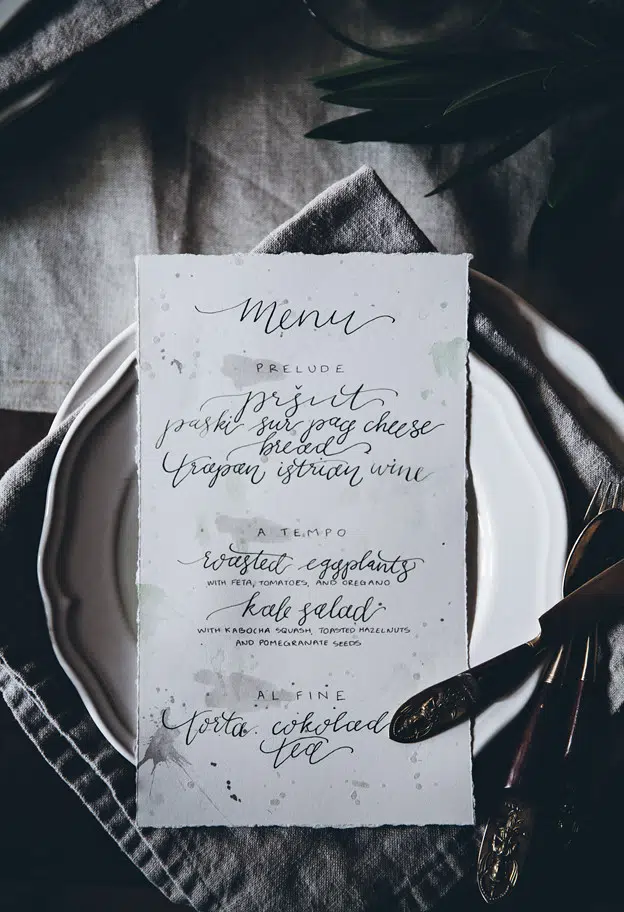 menu
PRELUDE
pršut
paški sur pag cheese
bread
trapan istrian wine
A TEMPO
roasted eggplants
WITH FETA, TOMATOES, AND OREGANO
kale salad
WITH KABOCHA SQUASH, TOASTED HAZELNUTS
AND POMEGRANATE SEEDS
AL FINE
torta cokolad
tea